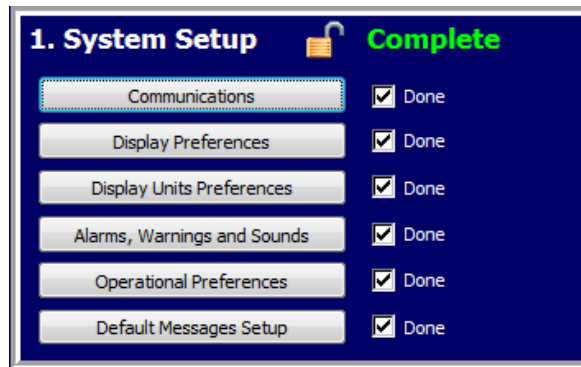 1. System Setup Complete
Communications Done
Display Preferences Done
Display Units Preferences Done
Alarms, Warnings and Sounds Done
Operational Preferences Done
Default Messages Setup Done